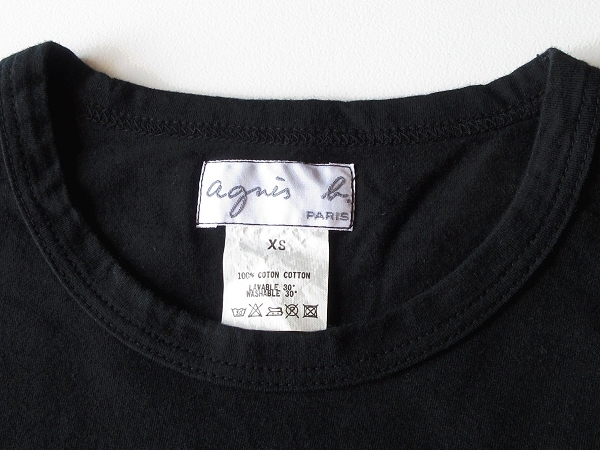 agnès b.
PARIS
XS
100% COTON COTTON
LAVABLE 30°
WASHABLE 30°